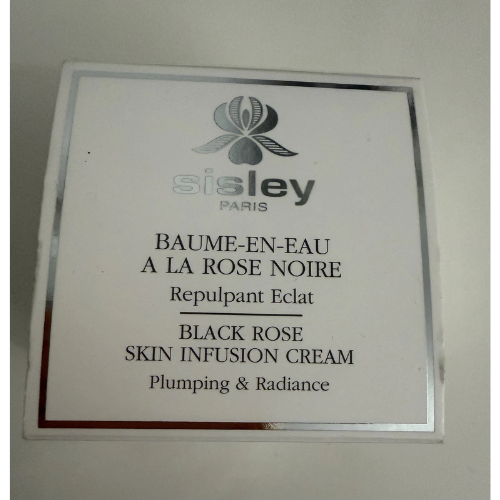 sisley
PARIS
BAUME-EN-EAU
A LA ROSE NOIRE
Repulpant Eclat
BLACK ROSE
SKIN INFUSION CREAM
Plumping & Radiance